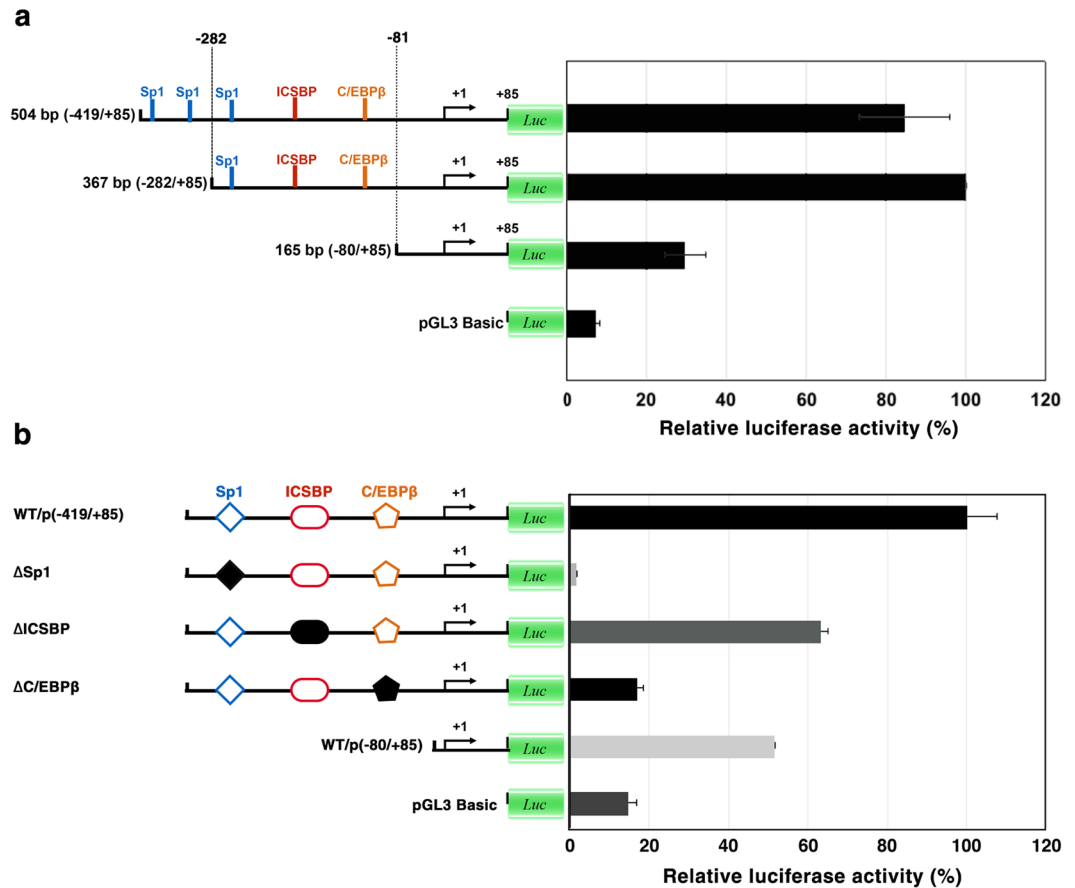 a
-282 -81
Sp1 Sp1 Sp1 ICSBP C/EBPβ +1 +85
504 bp (-419/+85) Luc
Sp1 ICSBP C/EBPβ +1 +85
367 bp (-282/+85) Luc
+1 +85
165 bp (-80/+85) Luc
pGL3 Basic Luc
0 20 40 60 80 100 120
Relative luciferase activity (%)
b
Sp1 ICSBP C/EBPβ +1
WT/p(-419/+85) Luc
+1
ΔSp1 Luc
+1
ΔICSBP Luc
+1
ΔC/EBPβ Luc
+1
WT/p(-80/+85) Luc
pGL3 Basic Luc
0 20 40 60 80 100 120
Relative luciferase activity (%)